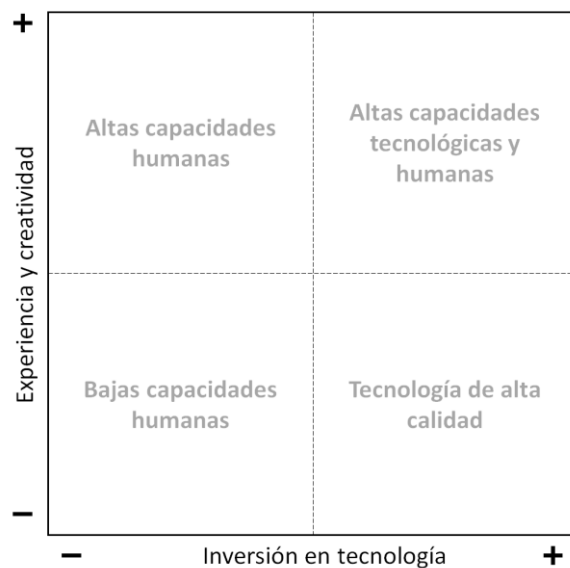 +
Altas capacidades
humanas
Altas capacidades
tecnológicas y
humanas
Experiencia y creatividad
Bajas capacidades
humanas
Tecnología de alta
calidad
–
–
Inversión en tecnología
+